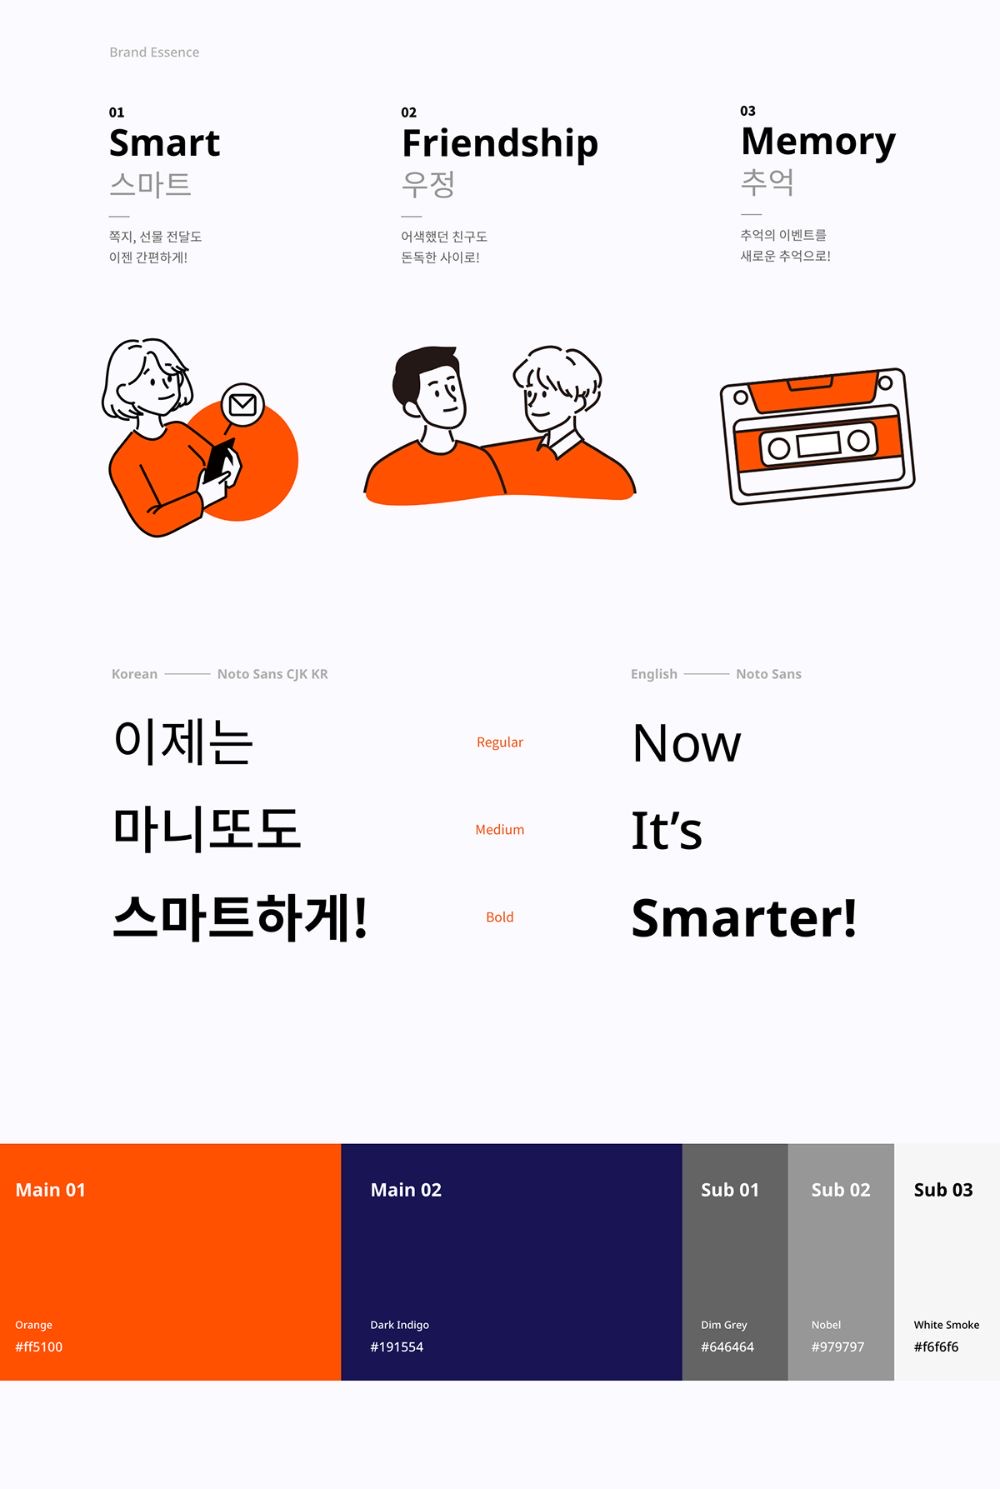 Brand Essence
01
Smart
스마트
쪽지, 선물 전달도
이젠 간편하게!
02
Friendship
우정
어색했던 친구도
돈독한 사이로!
03
Memory
추억
추억의 이벤트를
새로운 추억으로!
Korean
Noto Sans CJK KR
English
Noto Sans
이제는
Regular
Now
마니또도
Medium
It’s
스마트하게!
Bold
Smarter!
Main 01
Orange
#ff5100
Main 02
Dark Indigo
#191554
Sub 01
Dim Grey
#646464
Sub 02
Nobel
#979797
Sub 03
White Smoke
#f6f6f6